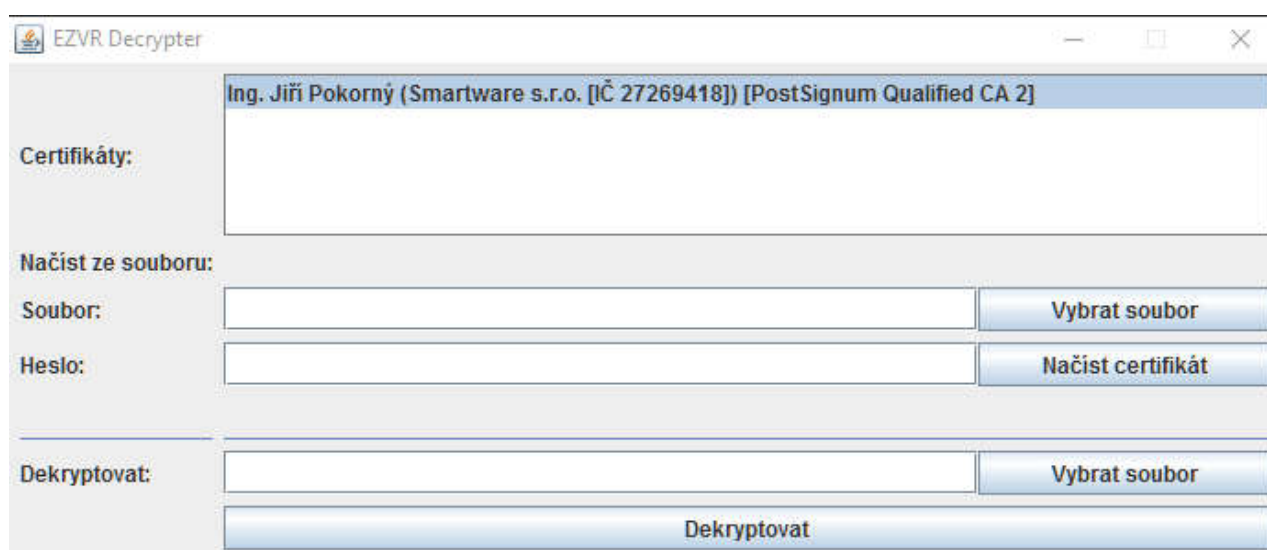 EZVR Decrypter
Ing. Jiří Pokorný (Smartware s.r.o. [IČ 27269418]) [PostSignum Qualified CA 2]
Certifikáty:
Načíst ze souboru:
Soubor:
Vybrat soubor
Heslo:
Načíst certifikát
Dekryptovat:
Vybrat soubor
Dekryptovat